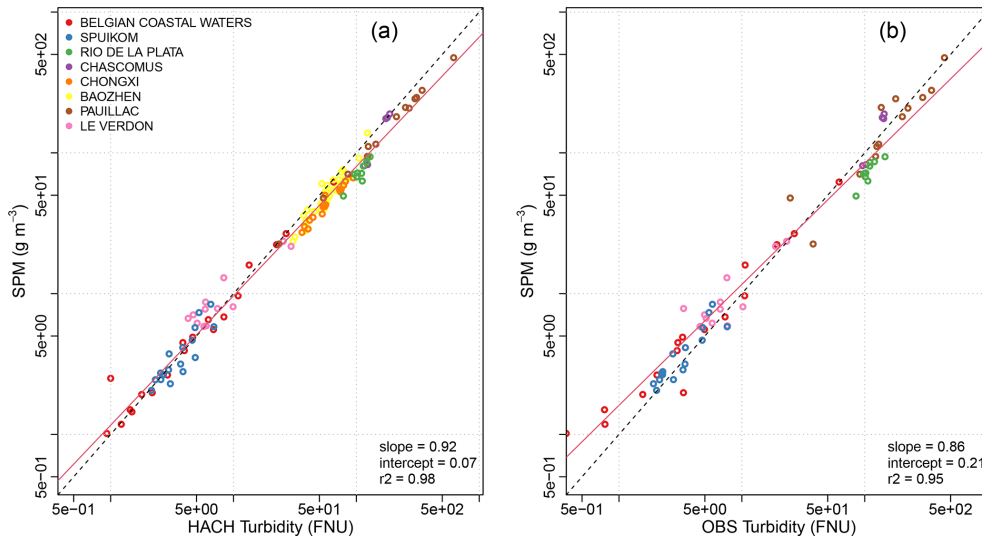 (a)
BELGIAN COASTAL WATERS
SPUIKOM
RIO DE LA PLATA
CHASCOMUS
CHONGXI
BAOZHEN
PAUILLAC
LE VERDON
SPM (g m⁻³)
5e+02
5e+01
5e+00
5e−01
slope = 0.92
intercept = 0.07
r2 = 0.98
5e−01 5e+00 5e+01 5e+02
HACH Turbidity (FNU)
(b)
SPM (g m⁻³)
5e+02
5e+01
5e+00
5e−01
slope = 0.86
intercept = 0.21
r2 = 0.95
5e−01 5e+00 5e+01 5e+02
OBS Turbidity (FNU)